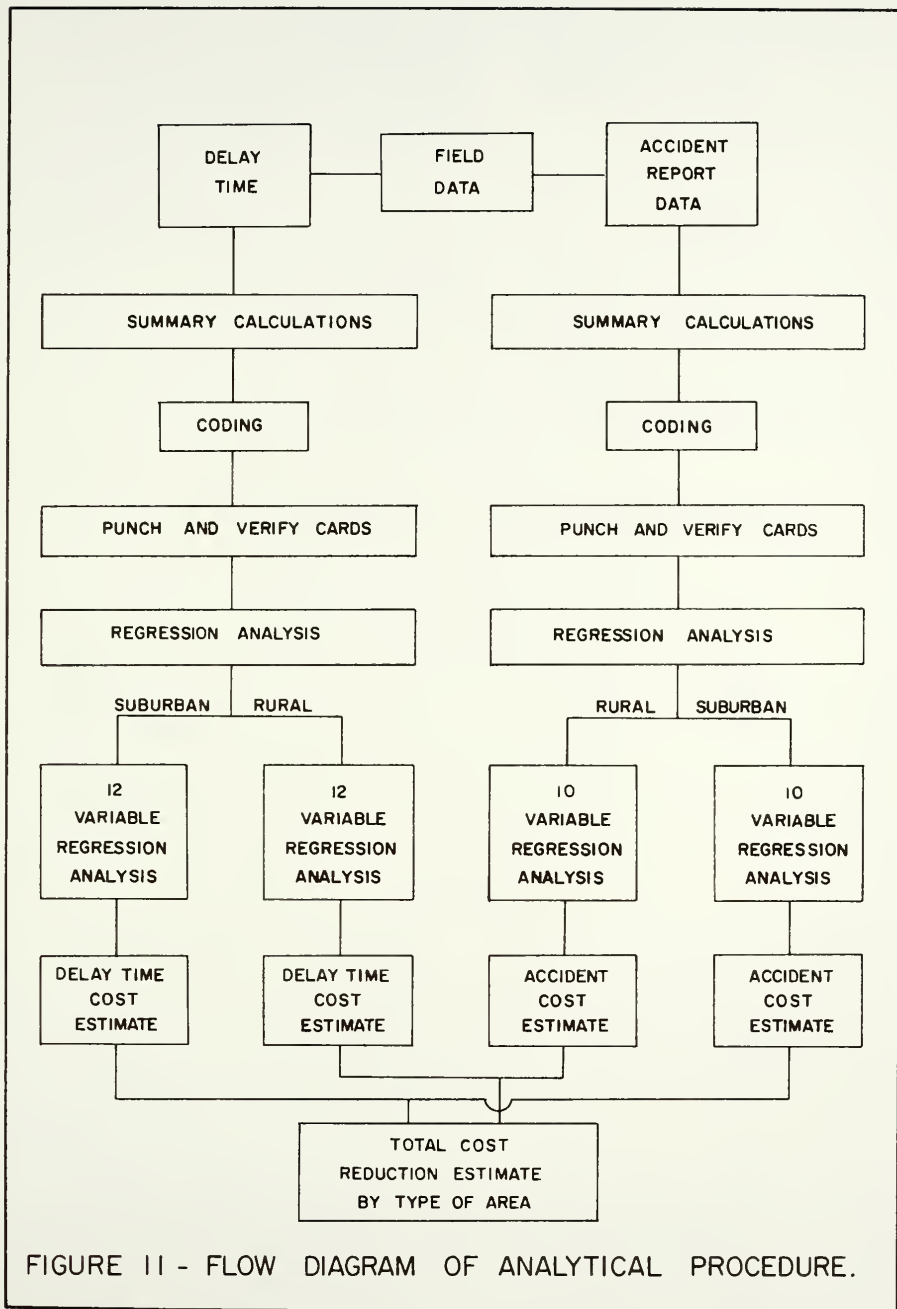 DELAY
TIME
FIELD
DATA
ACCIDENT
REPORT
DATA
SUMMARY CALCULATIONS
SUMMARY CALCULATIONS
CODING
CODING
PUNCH AND VERIFY CARDS
PUNCH AND VERIFY CARDS
REGRESSION ANALYSIS
REGRESSION ANALYSIS
SUBURBAN RURAL
RURAL SUBURBAN
12
VARIABLE
REGRESSION
ANALYSIS
12
VARIABLE
REGRESSION
ANALYSIS
10
VARIABLE
REGRESSION
ANALYSIS
10
VARIABLE
REGRESSION
ANALYSIS
DELAY TIME
COST
ESTIMATE
DELAY TIME
COST
ESTIMATE
ACCIDENT
COST
ESTIMATE
ACCIDENT
COST
ESTIMATE
TOTAL COST
REDUCTION ESTIMATE
BY TYPE OF AREA
FIGURE 11 - FLOW DIAGRAM OF ANALYTICAL PROCEDURE.